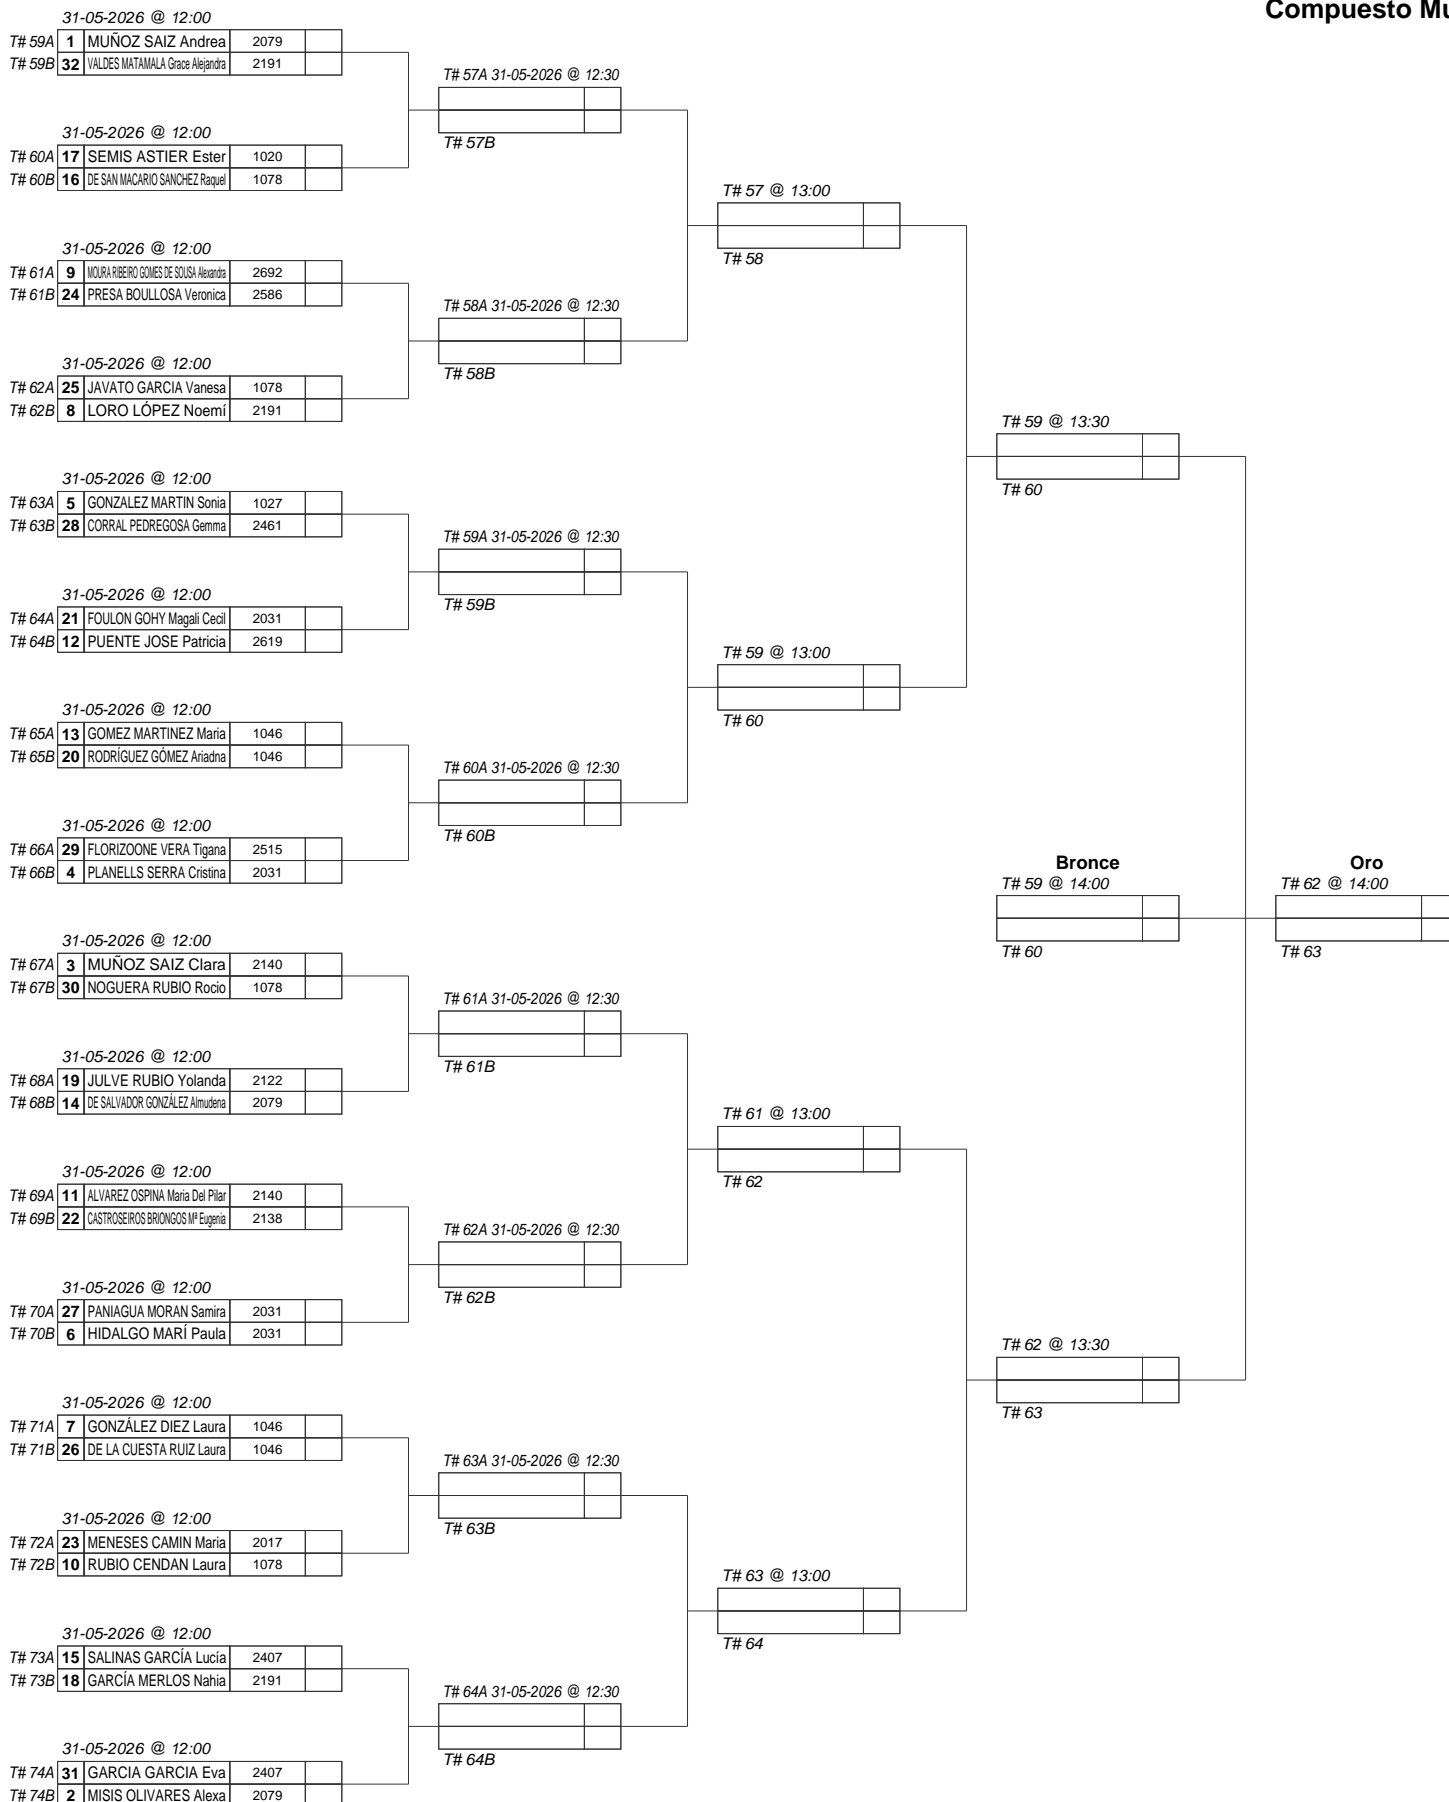 Compuesto Mu
31-05-2026 @ 12:00
T# 59A 1 MUÑOZ SAIZ Andrea 2079
T# 59B 32 VALDES MATAMALA Grace Alejandra 2191
T# 57A 31-05-2026 @ 12:30
T# 57B
31-05-2026 @ 12:00
T# 60A 17 SEMIS ASTIER Ester 1020
T# 60B 16 DE SAN MACARIO SANCHEZ Raquel 1078
T# 57 @ 13:00
T# 58
31-05-2026 @ 12:00
T# 61A 9 MOURA RIBEIRO GOMES DE SOUSA Alexandra 2692
T# 61B 24 PRESA BOULLOSA Veronica 2586
T# 58A 31-05-2026 @ 12:30
T# 58B
31-05-2026 @ 12:00
T# 62A 25 JAVATO GARCIA Vanesa 1078
T# 62B 8 LORO LÓPEZ Noemí 2191
T# 59 @ 13:30
T# 60
31-05-2026 @ 12:00
T# 63A 5 GONZALEZ MARTIN Sonia 1027
T# 63B 28 CORRAL PEDREGOSA Gemma 2461
T# 59A 31-05-2026 @ 12:30
T# 59B
31-05-2026 @ 12:00
T# 64A 21 FOULON GOHY Magali Cecil 2031
T# 64B 12 PUENTE JOSE Patricia 2619
T# 59 @ 13:00
T# 60
31-05-2026 @ 12:00
T# 65A 13 GOMEZ MARTINEZ Maria 1046
T# 65B 20 RODRÍGUEZ GÓMEZ Ariadna 1046
T# 60A 31-05-2026 @ 12:30
T# 60B
31-05-2026 @ 12:00
T# 66A 29 FLORIZOONE VERA Tigana 2515
T# 66B 4 PLANELLS SERRA Cristina 2031
Bronce
T# 59 @ 14:00
T# 60
Oro
T# 62 @ 14:00
T# 63
31-05-2026 @ 12:00
T# 67A 3 MUÑOZ SAIZ Clara 2140
T# 67B 30 NOGUERA RUBIO Rocio 1078
T# 61A 31-05-2026 @ 12:30
T# 61B
31-05-2026 @ 12:00
T# 68A 19 JULVE RUBIO Yolanda 2122
T# 68B 14 DE SALVADOR GONZÁLEZ Almudena 2079
T# 61 @ 13:00
T# 62
31-05-2026 @ 12:00
T# 69A 11 ALVAREZ OSPINA Maria Del Pilar 2140
T# 69B 22 CASTROSEIROS BRIONGOS Mª Eugenia 2138
T# 62A 31-05-2026 @ 12:30
T# 62B
31-05-2026 @ 12:00
T# 70A 27 PANIAGUA MORAN Samira 2031
T# 70B 6 HIDALGO MARÍ Paula 2031
T# 62 @ 13:30
T# 63
31-05-2026 @ 12:00
T# 71A 7 GONZÁLEZ DIEZ Laura 1046
T# 71B 26 DE LA CUESTA RUIZ Laura 1046
T# 63A 31-05-2026 @ 12:30
T# 63B
31-05-2026 @ 12:00
T# 72A 23 MENESES CAMIN Maria 2017
T# 72B 10 RUBIO CENDAN Laura 1078
T# 63 @ 13:00
T# 64
31-05-2026 @ 12:00
T# 73A 15 SALINAS GARCÍA Lucía 2407
T# 73B 18 GARCÍA MERLOS Nahia 2191
T# 64A 31-05-2026 @ 12:30
T# 64B
31-05-2026 @ 12:00
T# 74A 31 GARCIA GARCIA Eva 2407
T# 74B 2 MISIS OLIVARES Alexa 2079